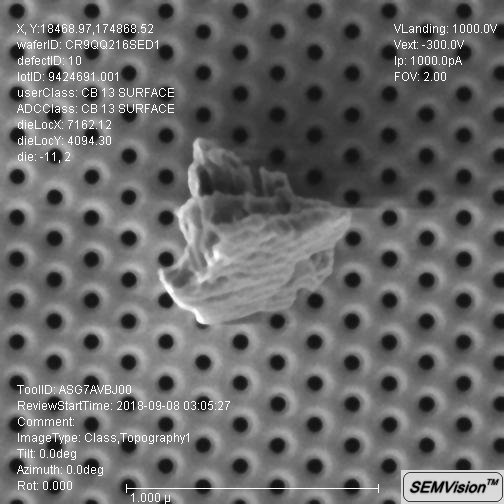 X, Y:18468.97,174868.52
waferID: CR9QQ216SED1
defectID: 10
lotID: 9424691.001
userClass: CB 13 SURFACE
ADCClass: CB 13 SURFACE
dieLocX: 7162.12
dieLocY: 4094.30
die: -11, 2
VLanding: 1000.0V
Vext: -300.0V
Ip: 1000.0pA
FOV: 2.00
ToolID: ASG7AVBJ00
ReviewStartTime: 2018-09-08 03:05:27
Comment:
ImageType: Class,Topography1
Tilt: 0.0deg
Azimuth: 0.0deg
Rot: 0.000
1.000 µ
SEMVision™